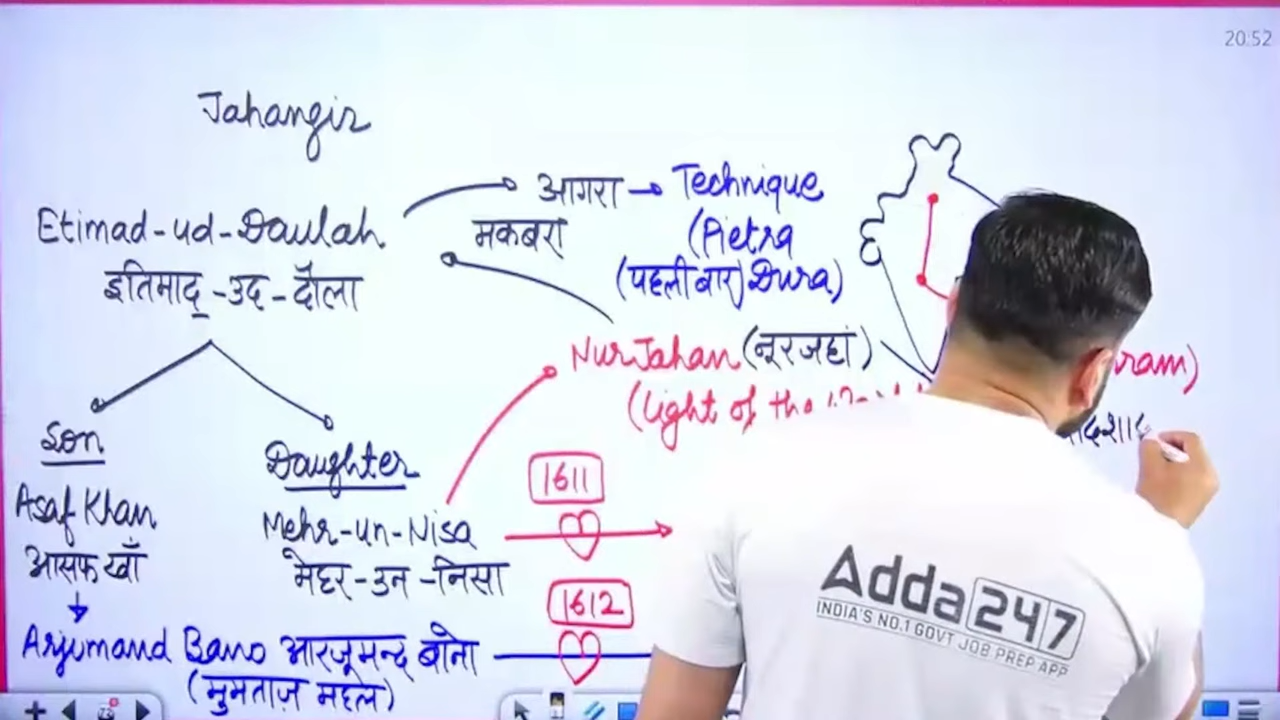 20:52
Jahangir
आगरा → Technique
मकबरा (Pietra
(पहली बार) Dura)
Etimad-ud-Daulah
इतिमाद्-उद-दौला
NurJahan (नूरजहां)
(light of the
ram)
Son
Daughter
Asaf Khan
आसफ खाँ
Mehr-un-Nisa
मेहर-उन-निसा
1611
1612
Arjumand Bano आरजूमन्द बानो
(मुमताज़ महल)
Adda247
INDIA'S NO.1 GOVT JOB PREP APP